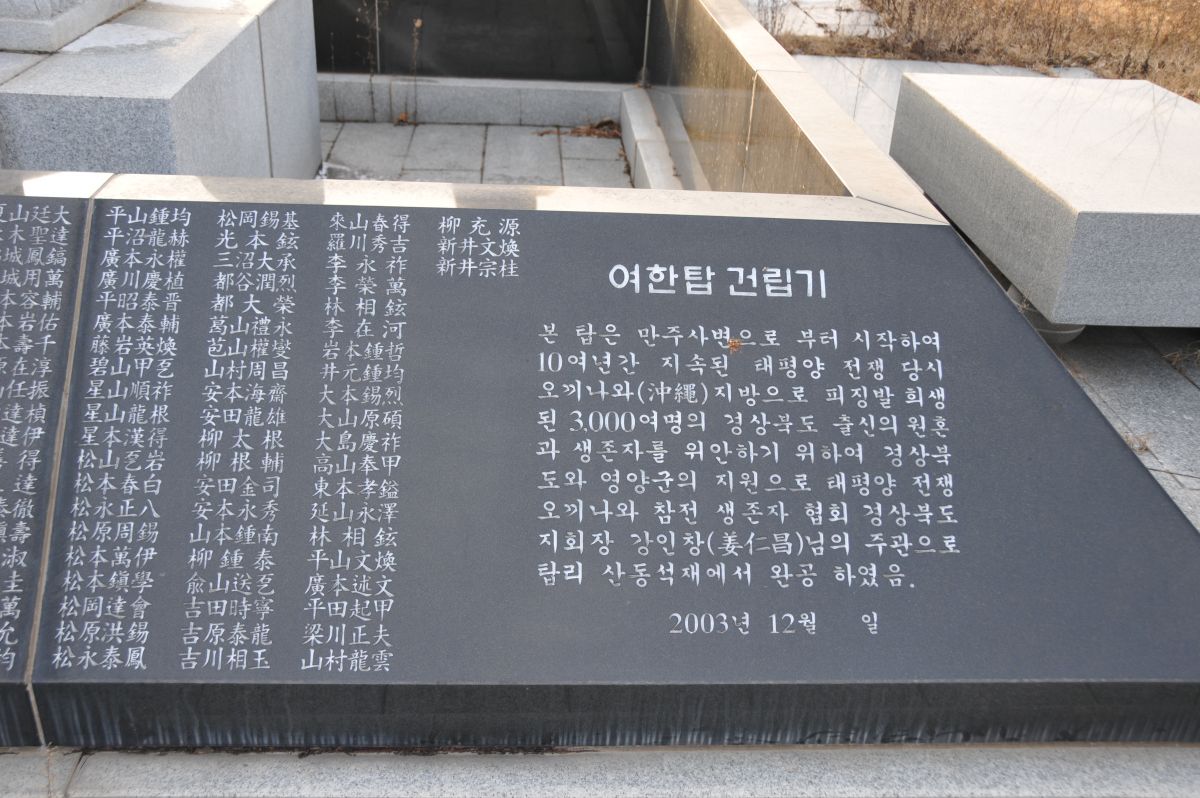 平山鍾均
平沼龍赫
廣本永權
廣川慶植
平昭泰晋
廣本泰輔
藤岩英煥
碧山甲乭
星山順祚
星山龍根
星本漢得
松山乭岩
松本春白
松永正八
松原周錫
松本萬伊
松本鎭學
松岡達會
松原洪錫
松永泰鳳
松岡錫基
光本鉉
三沼大承
都谷潤烈
都大榮
萬山禮永
苞山權燮
山村周昌
安本海齋
安田龍雄
柳太根
柳根輔
安田金司
安本永秀
山本鍾南
柳鍾泰
兪山送乭
吉田時寧
吉原泰龍
吉川相玉
來山春得
羅川秀吉
李永祚
李榮萬
林相鉉
李在河
岩本鍾哲
井元鍾均
大本錫烈
大山原碩
大島慶祚
高山奉甲
東本孝鎰
延山永澤
林相鉉
平山文煥
廣本述文
平田起甲
梁川正夫
山村龍雲
柳充源
新井文煥
新井宗桂
여한탑 건립기
본 탑은 만주사변으로 부터 시작하여
10여년간 지속된 태평양 전쟁 당시
오끼나와(沖繩)지방으로 피징발 희생
된 3,000여명의 경상북도 출신의 원혼
과 생존자를 위안하기 위하여 경상북
도와 영양군의 지원으로 태평양 전쟁
오끼나와 참전 생존자 협회 경상북도
지회장 강인창(姜仁昌)님의 주관으로
탑리 산동석재에서 완공 하였음.
2003년 12월 일